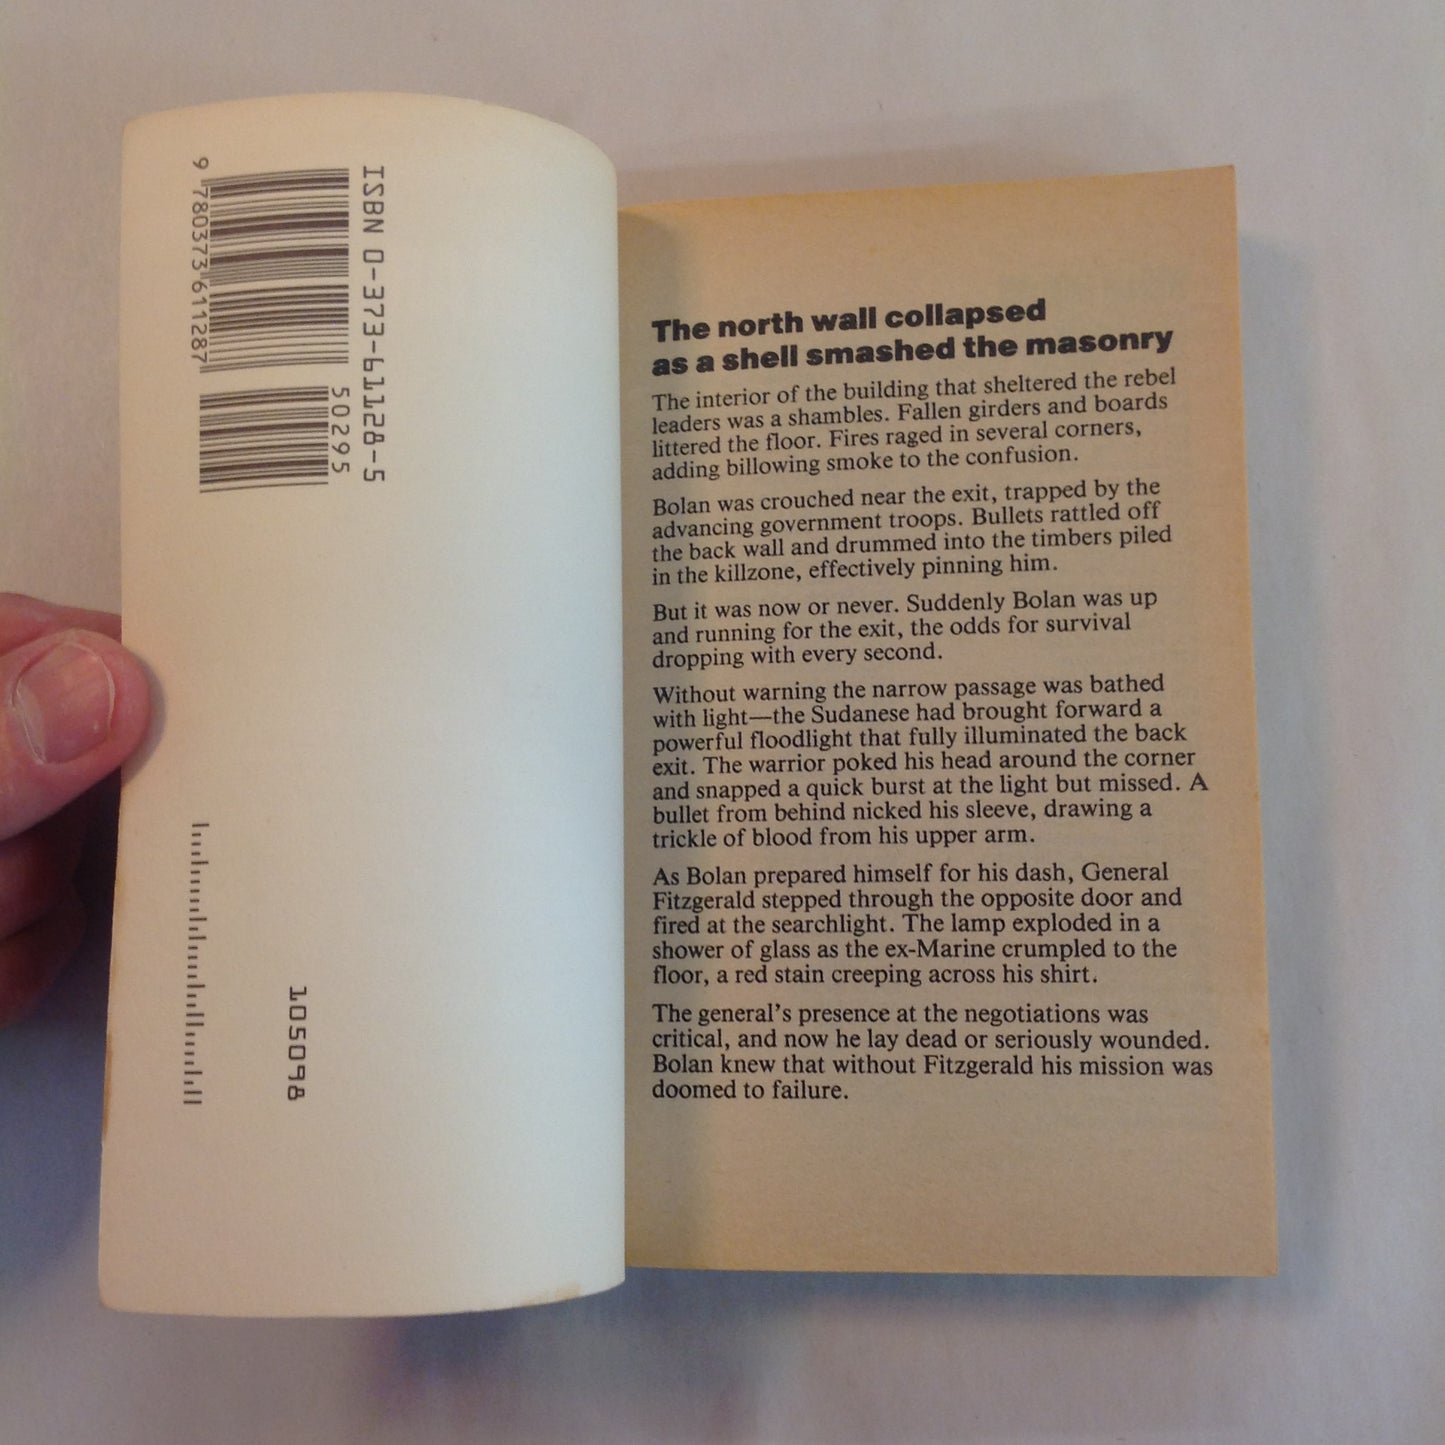 ISBN 0-373-61128-5
50295
9 780373 611287
105098
The north wall collapsed
as a shell smashed the masonry
The interior of the building that sheltered the rebel
leaders was a shambles. Fallen girders and boards
littered the floor. Fires raged in several corners,
adding billowing smoke to the confusion.
Bolan was crouched near the exit, trapped by the
advancing government troops. Bullets rattled off
the back wall and drummed into the timbers piled
in the killzone, effectively pinning him.
But it was now or never. Suddenly Bolan was up
and running for the exit, the odds for survival
dropping with every second.
Without warning the narrow passage was bathed
with light—the Sudanese had brought forward a
powerful floodlight that fully illuminated the back
exit. The warrior poked his head around the corner
and snapped a quick burst at the light but missed. A
bullet from behind nicked his sleeve, drawing a
trickle of blood from his upper arm.
As Bolan prepared himself for his dash, General
Fitzgerald stepped through the opposite door and
fired at the searchlight. The lamp exploded in a
shower of glass as the ex-Marine crumpled to the
floor, a red stain creeping across his shirt.
The general's presence at the negotiations was
critical, and now he lay dead or seriously wounded.
Bolan knew that without Fitzgerald his mission was
doomed to failure.